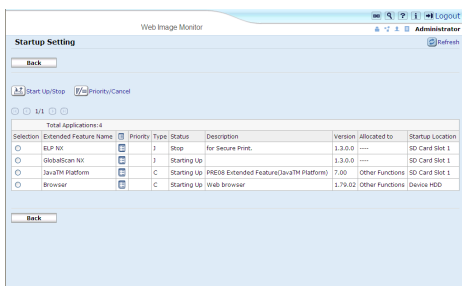 Logout
Web Image Monitor
Administrator
Startup Setting
Refresh
Back
Start Up/Stop Priority/Cancel
1/1
Total Applications:4
Selection Extended Feature Name Priority Type Status Description Version Allocated to Startup Location
ELP NX J Stop for Secure Print. 1.3.0.0 ---- SD Card Slot 1
GlobalScan NX J Starting Up 1.3.0.0 ---- SD Card Slot 1
JavaTM Platform C Starting Up PRE08 Extended Feature(JavaTM Platform) 7.00 Other Functions SD Card Slot 1
Browser C Starting Up Web browser 1.79.02 Other Functions Device HDD
Back